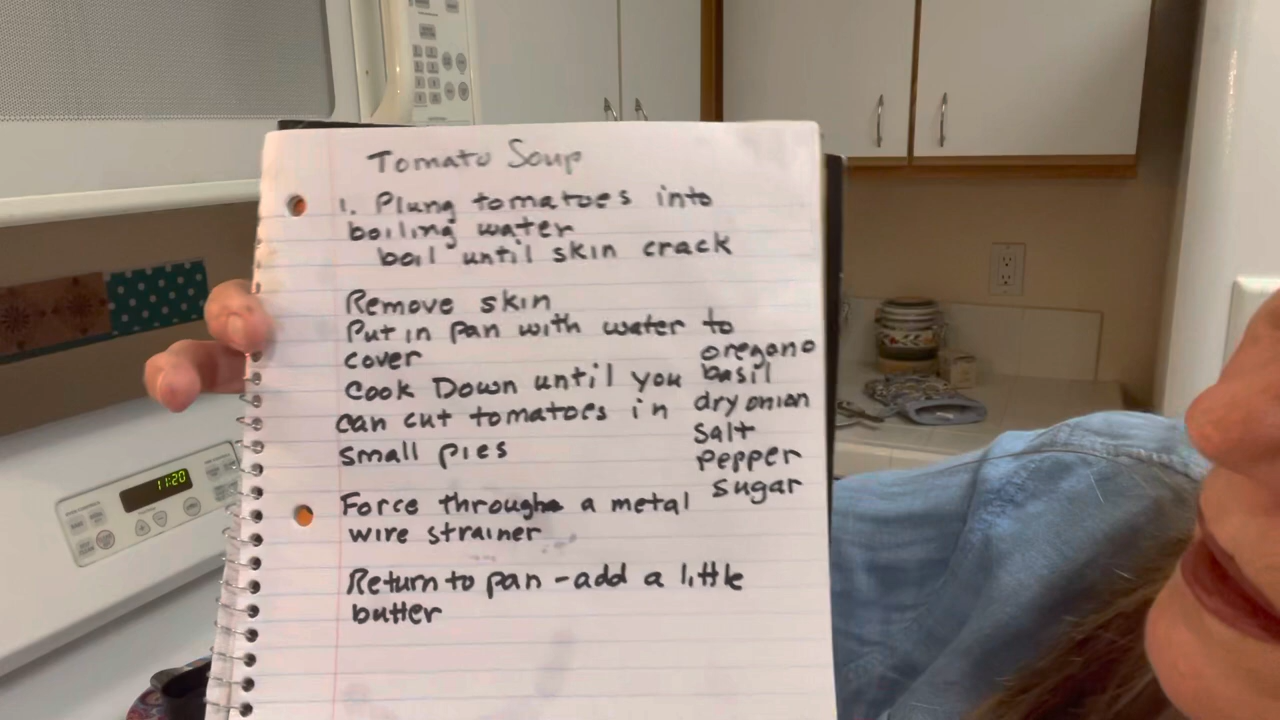 Tomato Soup
1. Plung tomatoes into
boiling water
boil until skin crack
Remove skin
Put in pan with water to
cover
Cook Down until you
can cut tomatoes in
small pies
oregano
basil
dry onion
salt
pepper
sugar
Force through a metal
wire strainer
Return to pan - add a little
butter
11:20